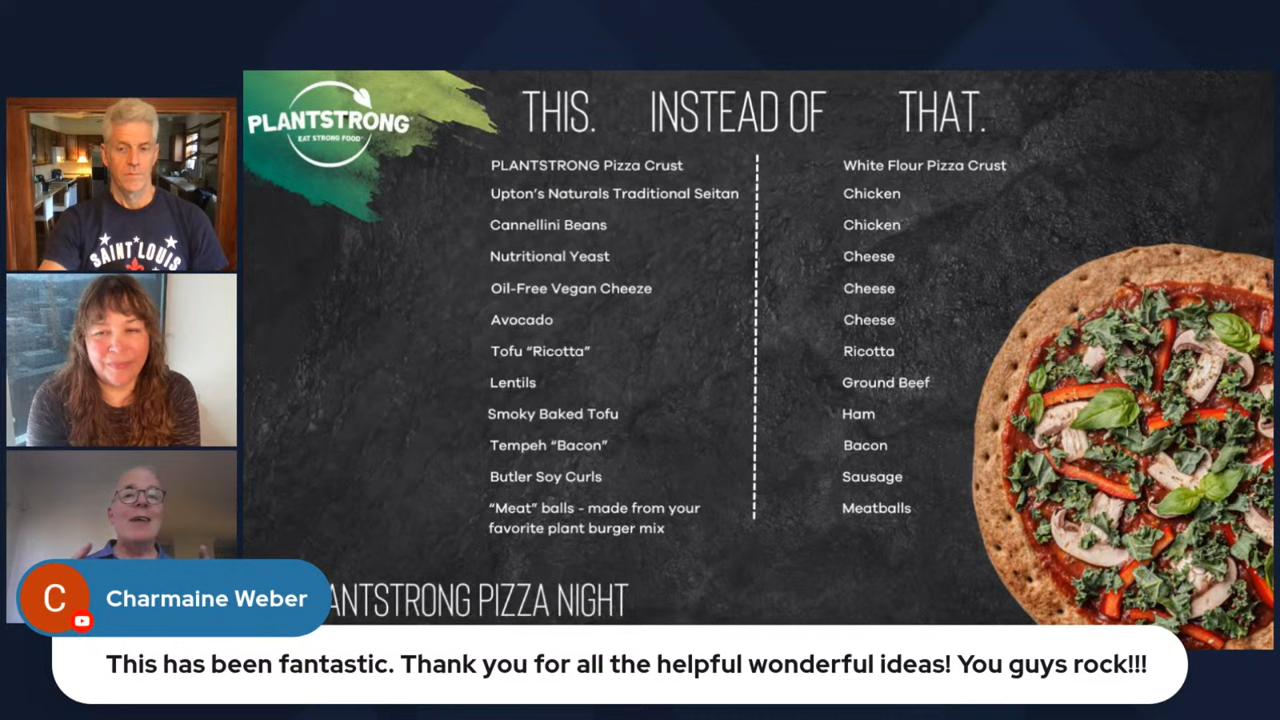 PLANTSTRONG
EAT STRONG FOOD
THIS. INSTEAD OF THAT.
PLANTSTRONG Pizza Crust White Flour Pizza Crust
Upton's Naturals Traditional Seitan Chicken
Cannellini Beans Chicken
Nutritional Yeast Cheese
Oil-Free Vegan Cheeze Cheese
Avocado Cheese
Tofu “Ricotta” Ricotta
Lentils Ground Beef
Smoky Baked Tofu Ham
Tempeh “Bacon” Bacon
Butler Soy Curls Sausage
“Meat” balls - made from your Meatballs
favorite plant burger mix
SAINT LOUIS
ANTSTRONG PIZZA NIGHT
C
Charmaine Weber
This has been fantastic. Thank you for all the helpful wonderful ideas! You guys rock!!!